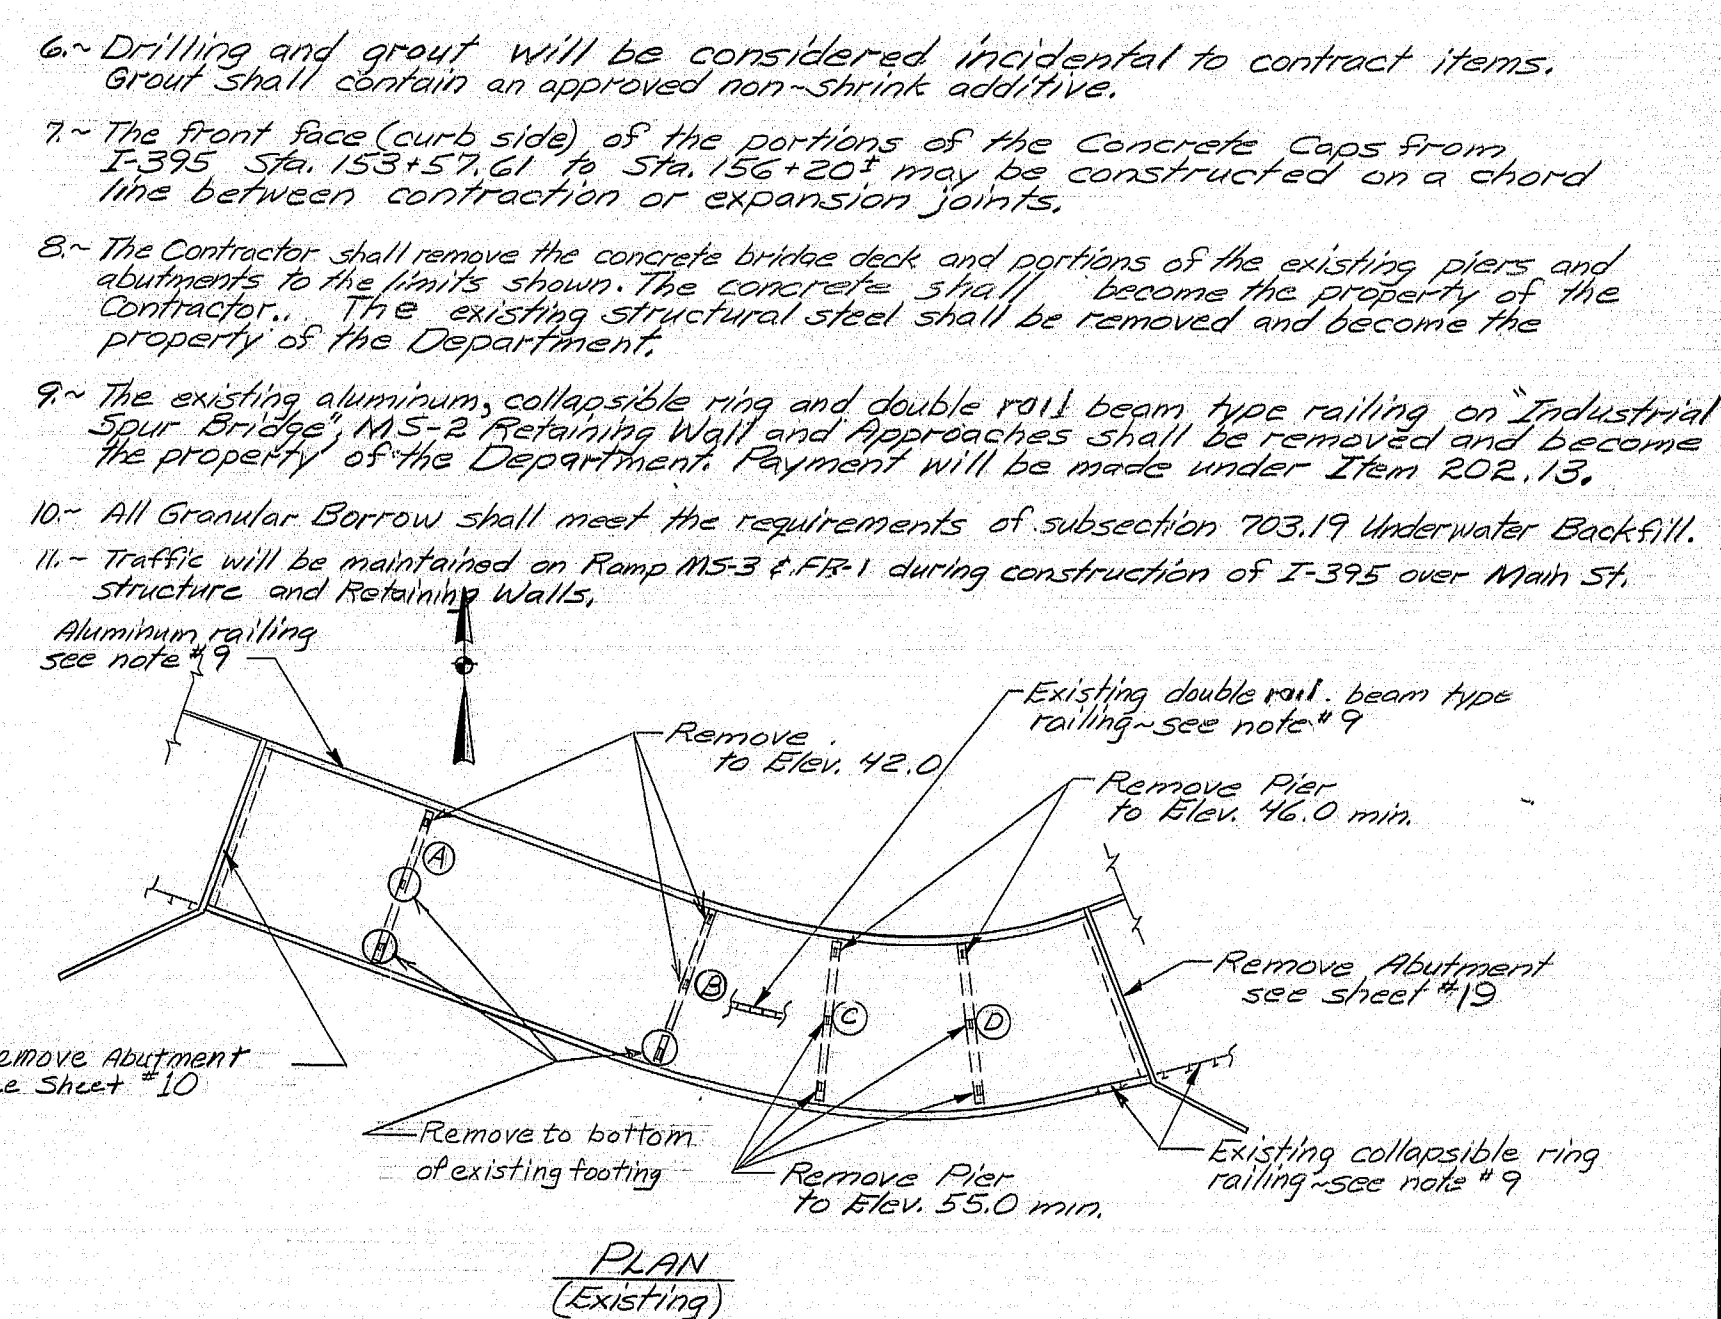 6.~ Drilling and grout will be considered incidental to contract items.
Grout shall contain an approved non~shrink additive.
7.~ The front face (curb side) of the portions of the Concrete Caps from
I-395 Sta. 153+57.61 to Sta. 156+20± may be constructed on a chord
line between contraction or expansion joints.
8.~ The Contractor shall remove the concrete bridge deck and portions of the existing piers and
abutments to the limits shown. The concrete shall become the property of the
Contractor.. The existing structural steel shall be removed and become the
property of the Department.
9.~ The existing aluminum, collapsible ring and double rail beam type railing on "Industrial
Spur Bridge", MS-2 Retaining Wall and Approaches shall be removed and become
the property of the Department. Payment will be made under Item 202.13.
10.~ All Granular Borrow shall meet the requirements of subsection 703.19 Underwater Backfill.
11.~ Traffic will be maintained on Ramp MS-3 & FR-1 during construction of I-395 over Main St.
structure and Retaining Walls.
Aluminum railing
see note #9
Existing double rail. beam type
railing~see note #9
Remove
to Elev. 42.0
Remove Pier
to Elev. 46.0 min.
A
B
C
D
Remove Abutment
see sheet #19
emove Abutment
e Sheet #10
Remove to bottom
of existing footing
Remove Pier
to Elev. 55.0 min.
Existing collapsible ring
railing~see note #9
PLAN
(Existing)